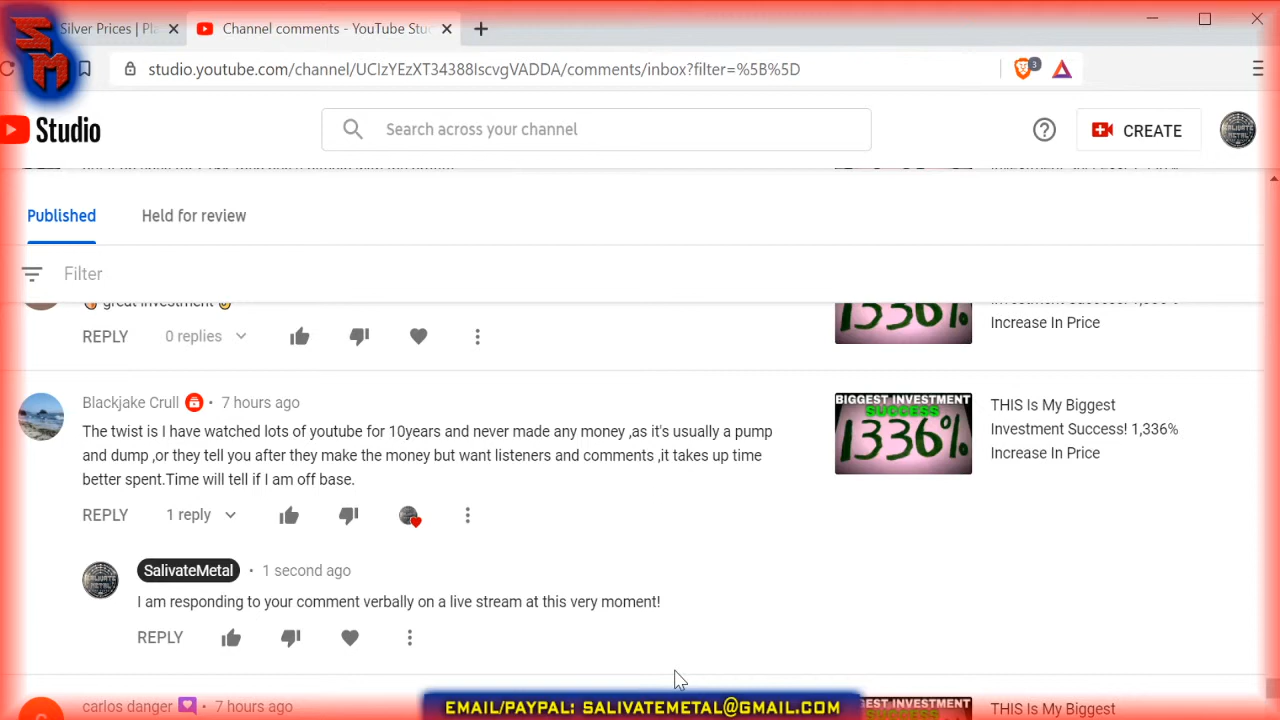 SM
Silver Prices | Pla
Channel comments - YouTube Stu
studio.youtube.com/channel/UCIzYEzXT34388IscvgVADDA/comments/inbox?filter=%5B%5D
3
Studio
Search across your channel
CREATE
Published
Held for review
Filter
great investment
REPLY
0 replies
1336%
Increase In Price
Blackjake Crull • 7 hours ago
The twist is I have watched lots of youtube for 10years and never made any money ,as it's usually a pump
and dump ,or they tell you after they make the money but want listeners and comments ,it takes up time
better spent.Time will tell if I am off base.
REPLY
1 reply
BIGGEST INVESTMENT
SUCCESS
1336%
THIS Is My Biggest
Investment Success! 1,336%
Increase In Price
SalivateMetal • 1 second ago
I am responding to your comment verbally on a live stream at this very moment!
REPLY
carlos danger • 7 hours ago
THIS Is My Biggest
EMAIL/PAYPAL: SALIVATEMETAL@GMAIL.COM